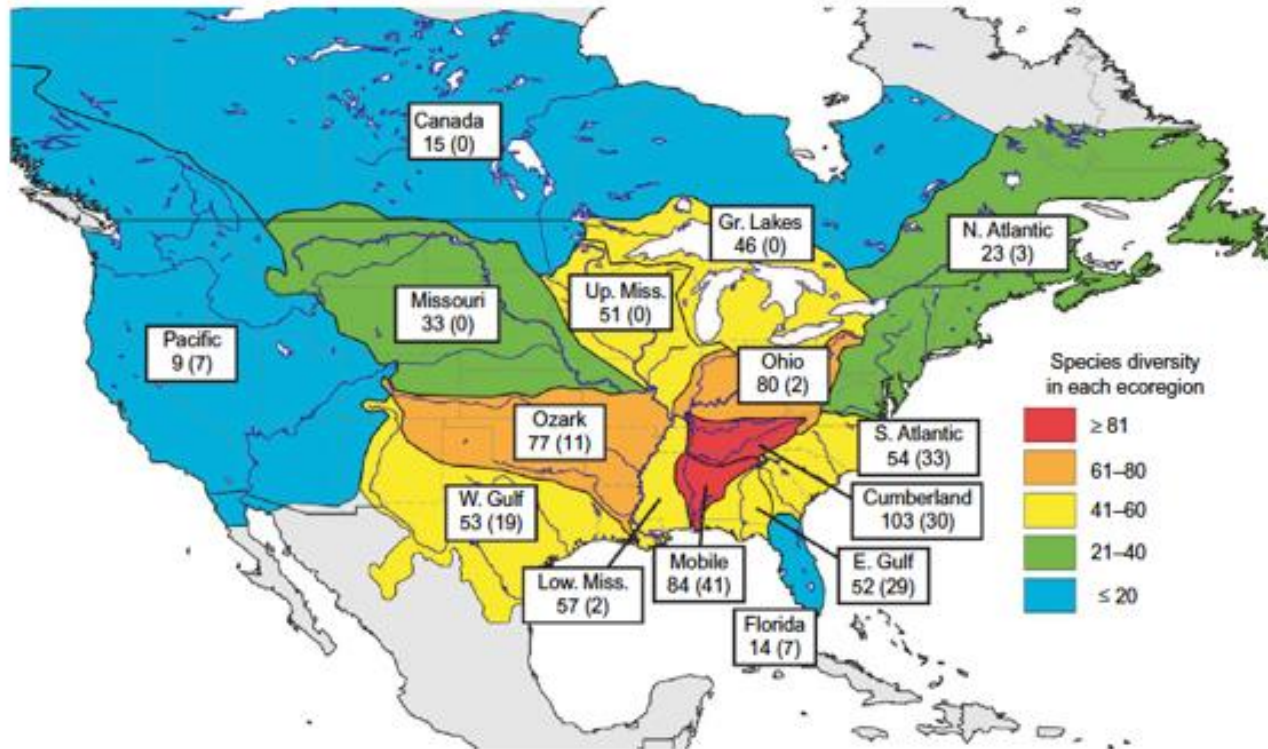 Canada
15 (0)
Gr. Lakes
46 (0)
N. Atlantic
23 (3)
Up. Miss.
51 (0)
Missouri
33 (0)
Pacific
9 (7)
Ohio
80 (2)
Ozark
77 (11)
S. Atlantic
54 (33)
W. Gulf
53 (19)
Cumberland
103 (30)
Low. Miss.
57 (2)
Mobile
84 (41)
E. Gulf
52 (29)
Florida
14 (7)
Species diversity
in each ecoregion
≥ 81
61–80
41–60
21–40
≤ 20